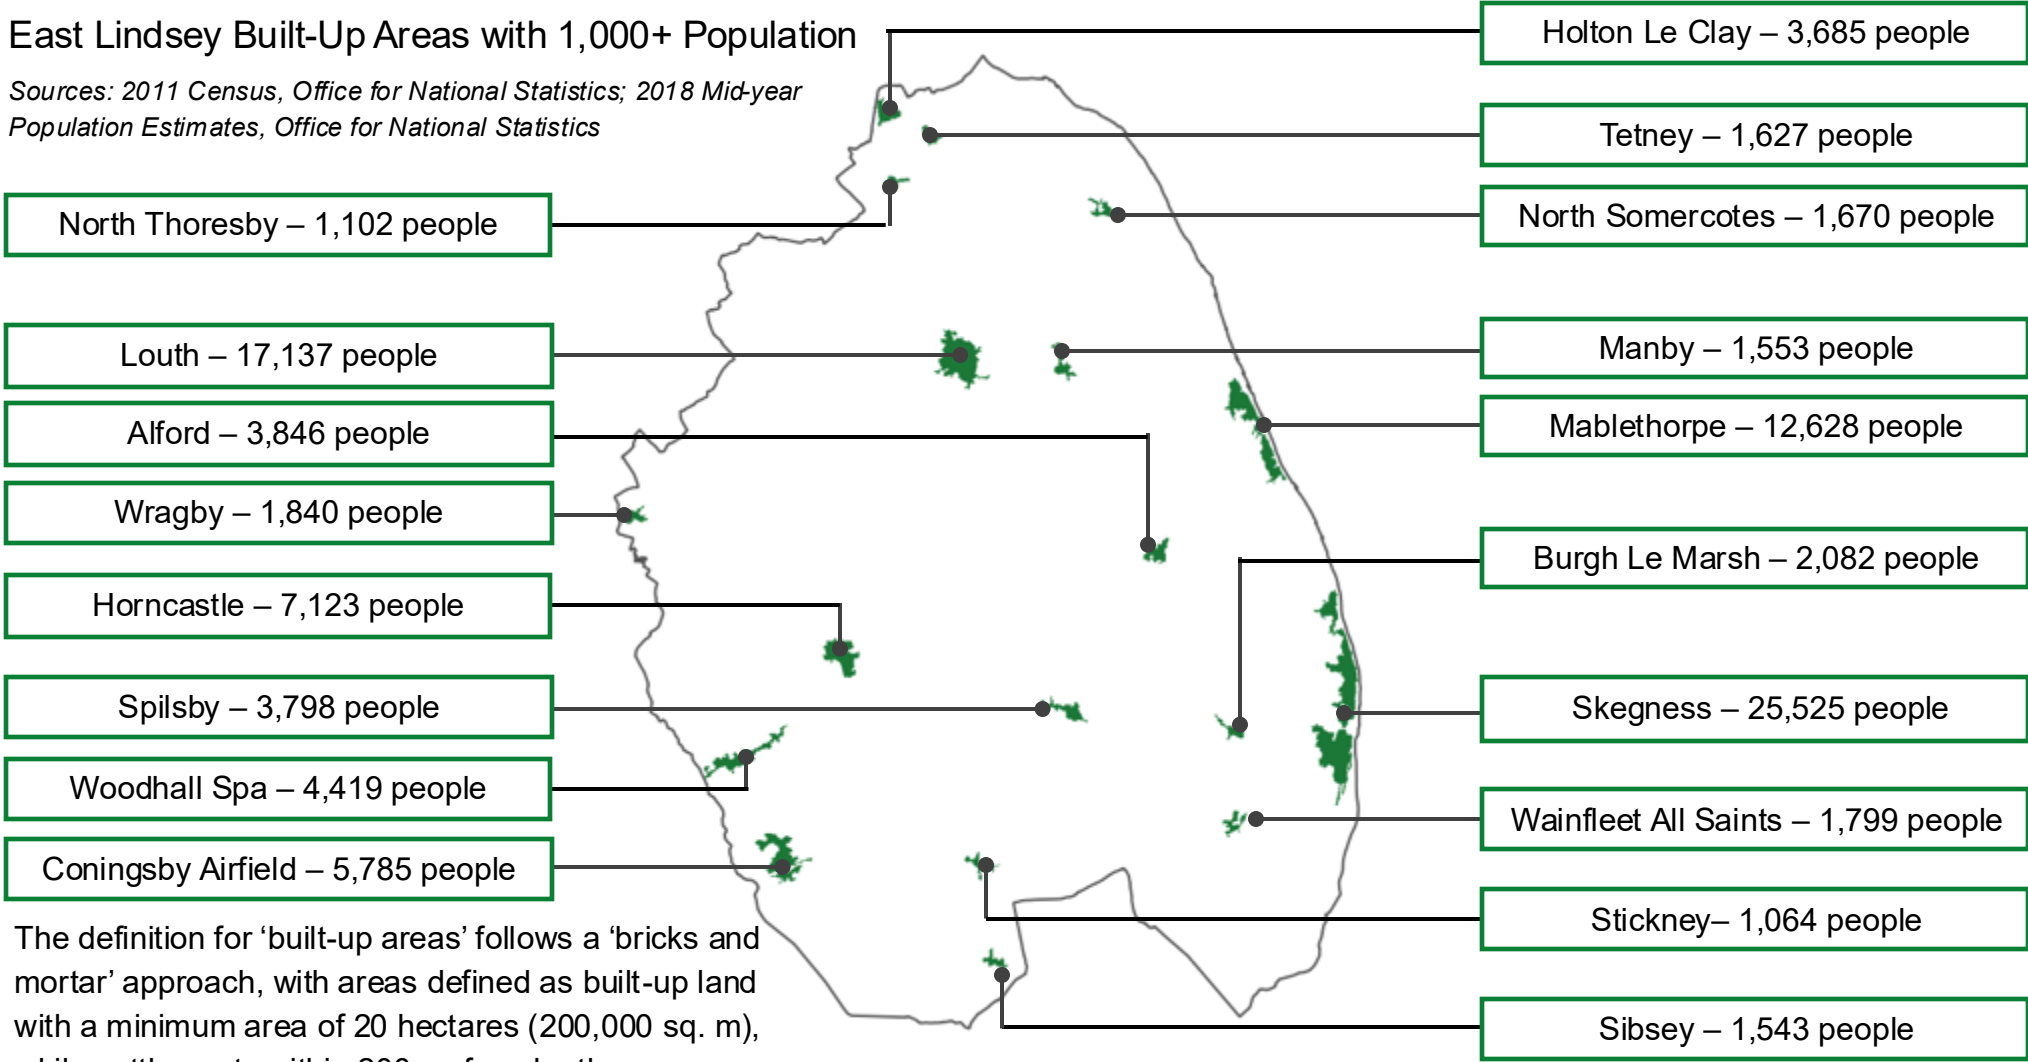 East Lindsey Built-Up Areas with 1,000+ Population
Sources: 2011 Census, Office for National Statistics; 2018 Mid-year
Population Estimates, Office for National Statistics
North Thoresby – 1,102 people
Louth – 17,137 people
Alford – 3,846 people
Wragby – 1,840 people
Horncastle – 7,123 people
Spilsby – 3,798 people
Woodhall Spa – 4,419 people
Coningsby Airfield – 5,785 people
Holton Le Clay – 3,685 people
Tetney – 1,627 people
North Somercotes – 1,670 people
Manby – 1,553 people
Mablethorpe – 12,628 people
Burgh Le Marsh – 2,082 people
Skegness – 25,525 people
Wainfleet All Saints – 1,799 people
Stickney– 1,064 people
Sibsey – 1,543 people
The definition for ‘built-up areas’ follows a ‘bricks and
mortar’ approach, with areas defined as built-up land
with a minimum area of 20 hectares (200,000 sq. m),